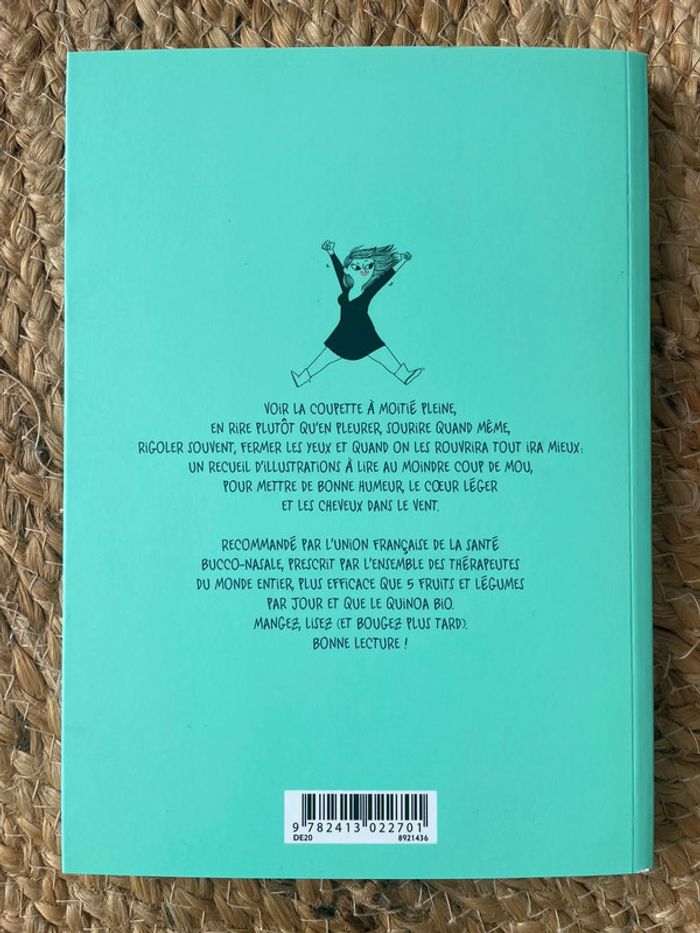 VOIR LA COUPETTE À MOITIÉ PLEINE,
EN RIRE PLUTÔT QU'EN PLEURER, SOURIRE QUAND MÊME,
RIGOLER SOUVENT, FERMER LES YEUX ET QUAND ON LES ROUVRIRA TOUT IRA MIEUX :
UN RECUEIL D'ILLUSTRATIONS À LIRE AU MOINDRE COUP DE MOU,
POUR METTRE DE BONNE HUMEUR, LE CŒUR LÉGER
ET LES CHEVEUX DANS LE VENT.
RECOMMANDÉ PAR L'UNION FRANÇAISE DE LA SANTÉ
BUCCO-NASALE, PRESCRIT PAR L'ENSEMBLE DES THÉRAPEUTES
DU MONDE ENTIER, PLUS EFFICACE QUE 5 FRUITS ET LÉGUMES
PAR JOUR ET QUE LE QUINOA BIO.
MANGEZ, LISEZ (ET BOUGEZ PLUS TARD).
BONNE LECTURE !
9 782413 022701
DE20 8921436